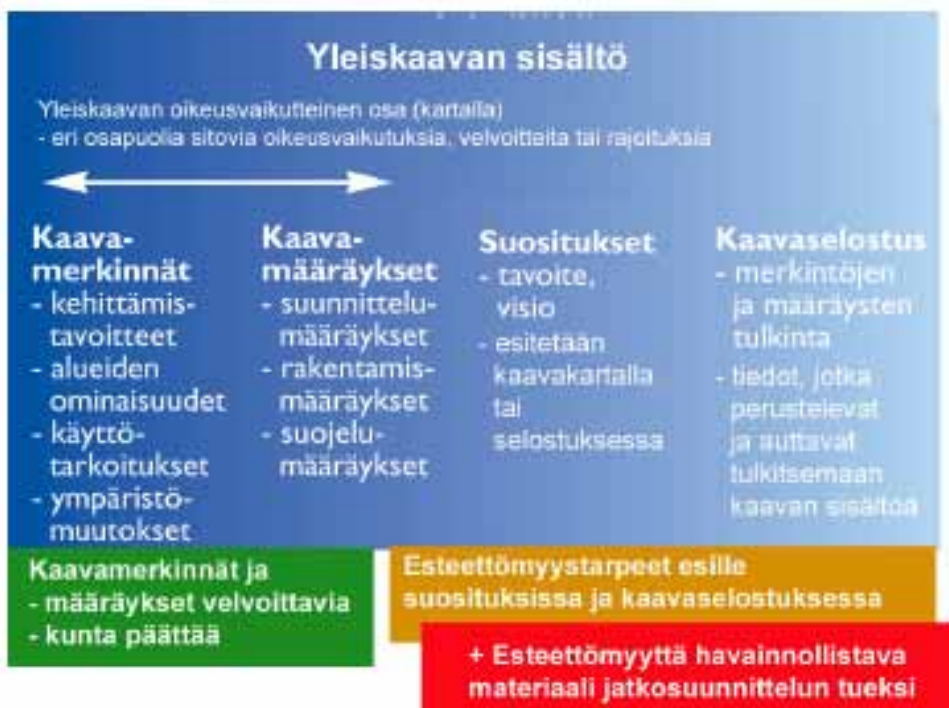 Yleiskaavan sisältö
Yleiskaavan oikeusvaikutteinen osa (kartalla)
- eri osapuolia sitovia oikeusvaikutuksia, velvoitteita tai rajoituksia
Kaava-
merkinnät
- kehittämis-
tavoitteet
- alueiden
ominaisuudet
- käyttö-
tarkoitukset
- ympäristö-
muutokset
Kaava-
määräykset
- suunnittelu-
määräykset
- rakentamis-
määräykset
- suojelu-
määräykset
Suositukset
- tavoite,
visio
- esitetään
kaavakartalla
tai
selostuksessa
Kaavaselostus
- merkintöjen
ja määräysten
tulkinta
- tiedot, jotka
perustelevat
ja auttavat
tulkitsemaan
kaavan sisältöä
Kaavamerkinnät ja
- määräykset velvoittavia
- kunta päättää
Esteettömyystarpeet esille
suosituksissa ja kaavaselostuksessa
+ Esteettömyyttä havainnollistava
materiaali jatkosuunnittelun tueksi